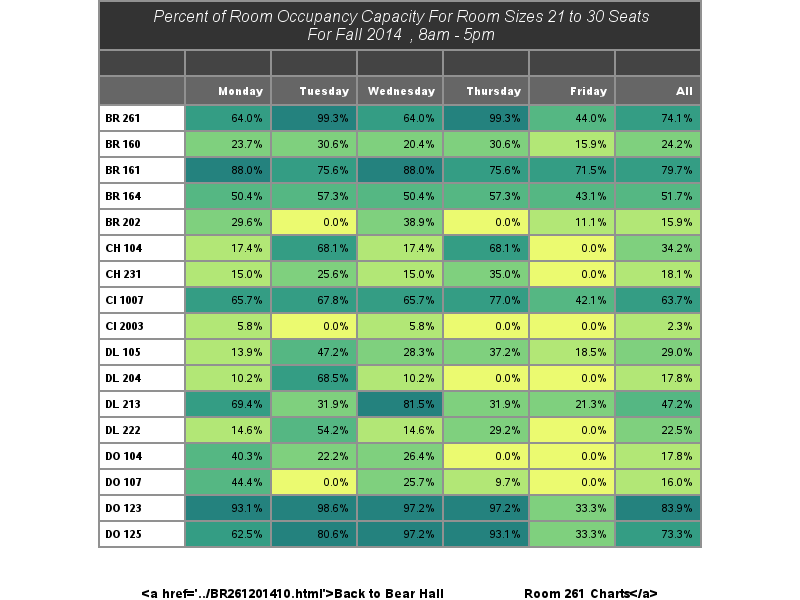 Percent of Room Occupancy Capacity For Room Sizes 21 to 30 Seats
For Fall 2014 , 8am - 5pm
Monday Tuesday Wednesday Thursday Friday All
BR 261 64.0% 99.3% 64.0% 99.3% 44.0% 74.1%
BR 160 23.7% 30.6% 20.4% 30.6% 15.9% 24.2%
BR 161 88.0% 75.6% 88.0% 75.6% 71.5% 79.7%
BR 164 50.4% 57.3% 50.4% 57.3% 43.1% 51.7%
BR 202 29.6% 0.0% 38.9% 0.0% 11.1% 15.9%
CH 104 17.4% 68.1% 17.4% 68.1% 0.0% 34.2%
CH 231 15.0% 25.6% 15.0% 35.0% 0.0% 18.1%
CI 1007 65.7% 67.8% 65.7% 77.0% 42.1% 63.7%
CI 2003 5.8% 0.0% 5.8% 0.0% 0.0% 2.3%
DL 105 13.9% 47.2% 28.3% 37.2% 18.5% 29.0%
DL 204 10.2% 68.5% 10.2% 0.0% 0.0% 17.8%
DL 213 69.4% 31.9% 81.5% 31.9% 21.3% 47.2%
DL 222 14.6% 54.2% 14.6% 29.2% 0.0% 22.5%
DO 104 40.3% 22.2% 26.4% 0.0% 0.0% 17.8%
DO 107 44.4% 0.0% 25.7% 9.7% 0.0% 16.0%
DO 123 93.1% 98.6% 97.2% 97.2% 33.3% 83.9%
DO 125 62.5% 80.6% 97.2% 93.1% 33.3% 73.3%
<a href='../BR261201410.html'>Back to Bear Hall Room 261 Charts</a>